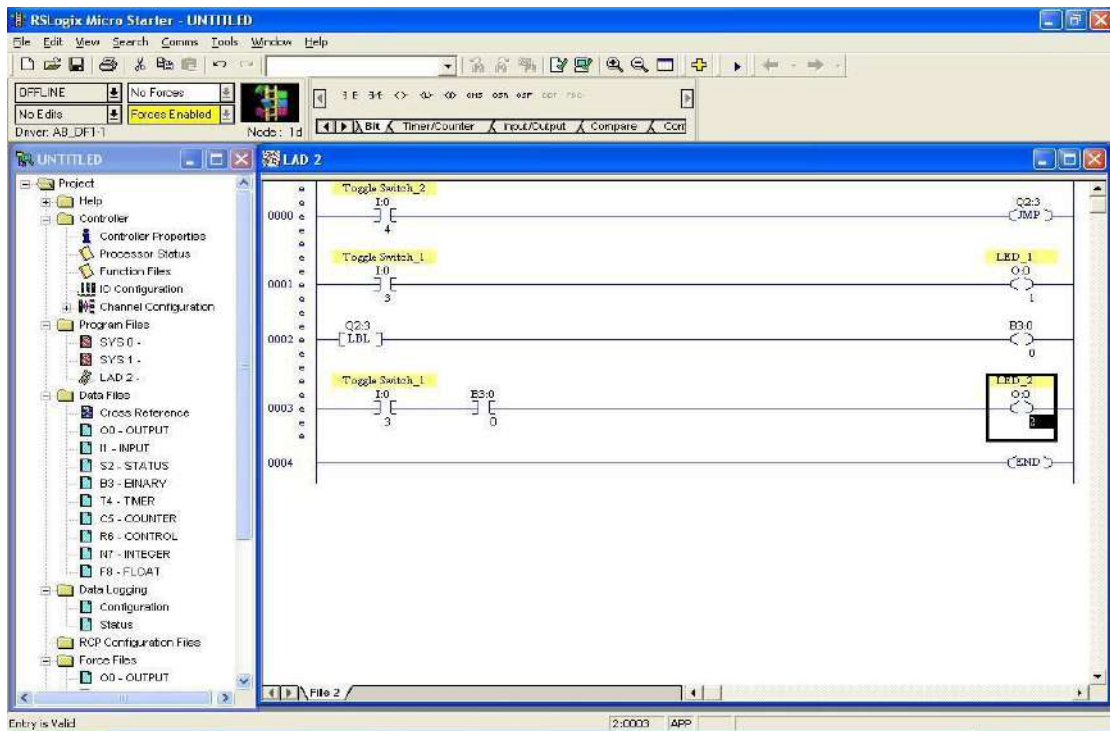 RSLogix Micro Starter - UNTITLED
File Edit View Search Comms Tools Window Help
OFFLINE No Forces
No Edits Forces Enabled
Driver: AB_DF1-1 Node: 1d
Bit Timer/Counter Input/Output Compare
UNTITLED
Project
Help
Controller
Controller Properties
Processor Status
Function Files
IO Configuration
Channel Configuration
Program Files
SYS 0 -
SYS 1 -
LAD 2 -
Data Files
Cross Reference
O0 - OUTPUT
I1 - INPUT
S2 - STATUS
B3 - BINARY
T4 - TIMER
C5 - COUNTER
R6 - CONTROL
N7 - INTEGER
F8 - FLOAT
Data Logging
Configuration
Status
RCP Configuration Files
Force Files
O0 - OUTPUT
LAD 2
Toggle Switch_2
I:0 Q2:3
0000 JMP
4
Toggle Switch_1 LED_1
I:0 O:0
0001
3 1
Q2:3 B3:0
0002 LBL
0
Toggle Switch_1 LED_2
I:0 B3:0 O:0
0003
3 0
0004 END
File 2
Entry is Valid 2:0003 APP